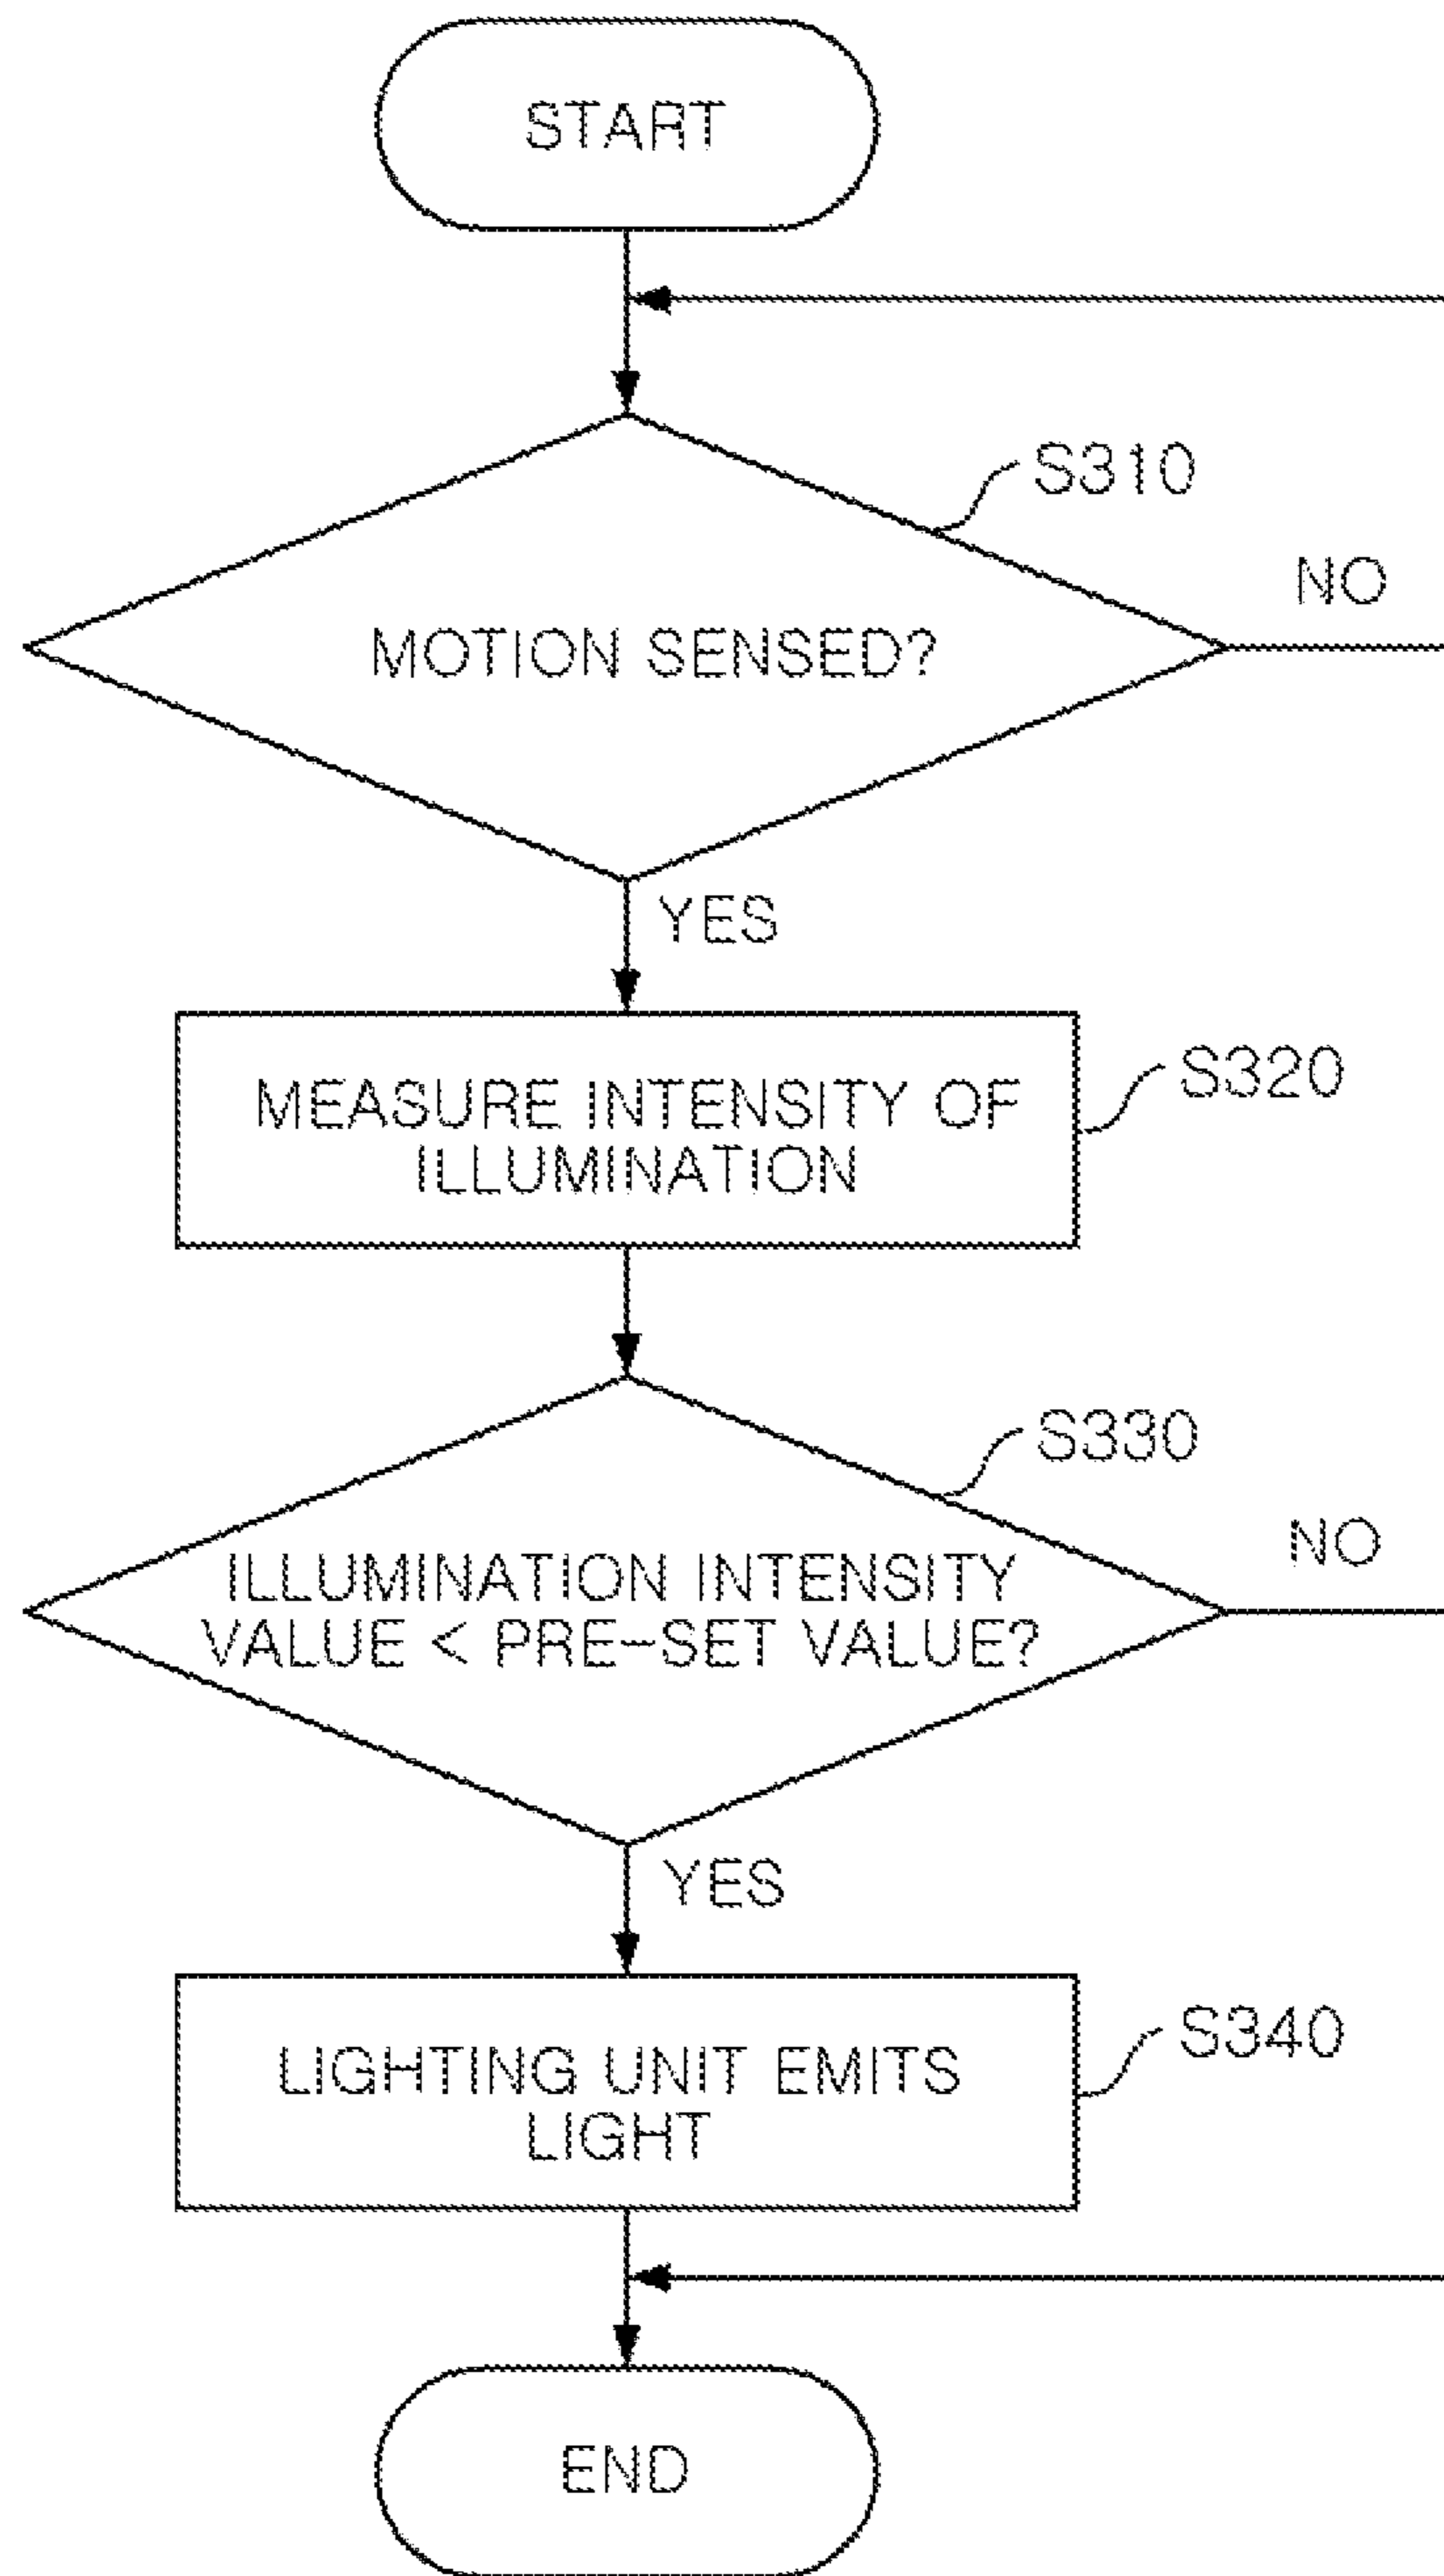 START
S310
NO
MOTION SENSED?
YES
MEASURE INTENSITY OF
ILLUMINATION
S320
S330
NO
ILLUMINATION INTENSITY
VALUE < PRE-SET VALUE?
YES
LIGHTING UNIT EMITS
LIGHT
S340
END